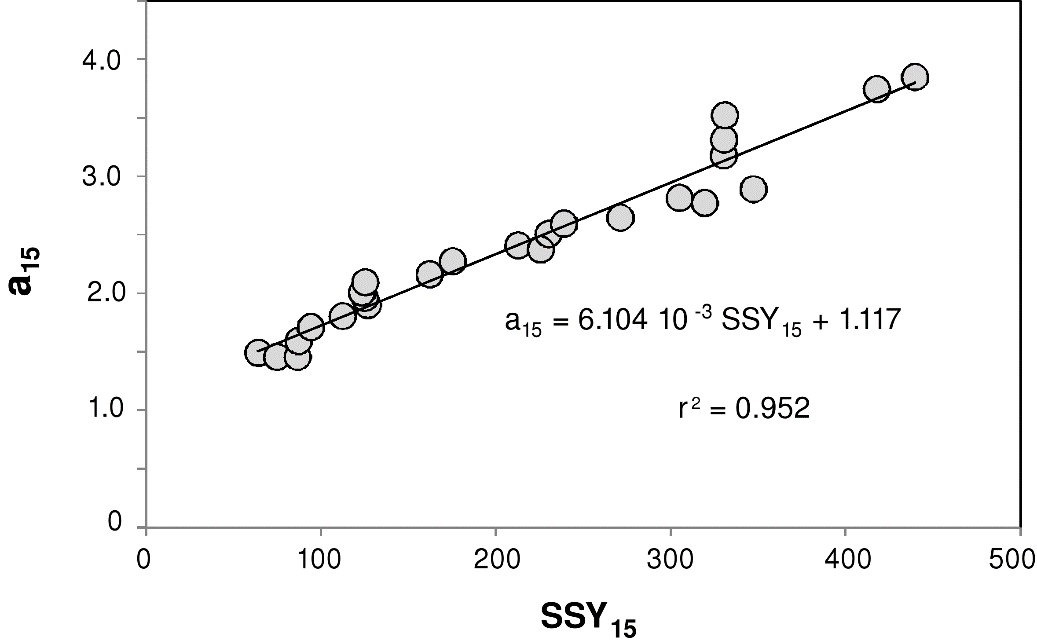 4.0
3.0
2.0
1.0
0
a₁₅
a₁₅ = 6.104 10⁻³ SSY₁₅ + 1.117
r² = 0.952
0 100 200 300 400 500
SSY₁₅